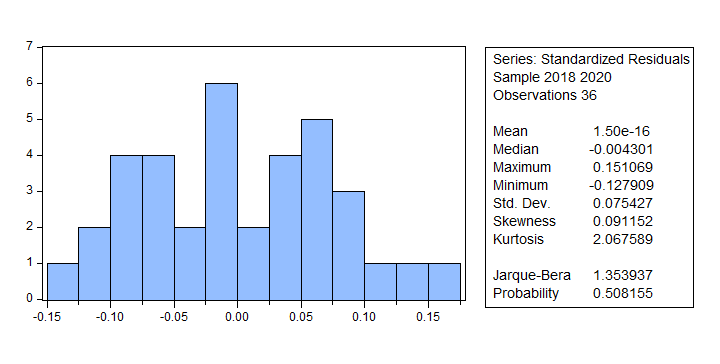 7
6
5
4
3
2
1
0
-0.15 -0.10 -0.05 0.00 0.05 0.10 0.15
Series: Standardized Residuals
Sample 2018 2020
Observations 36
Mean 1.50e-16
Median -0.004301
Maximum 0.151069
Minimum -0.127909
Std. Dev. 0.075427
Skewness 0.091152
Kurtosis 2.067589
Jarque-Bera 1.353937
Probability 0.508155